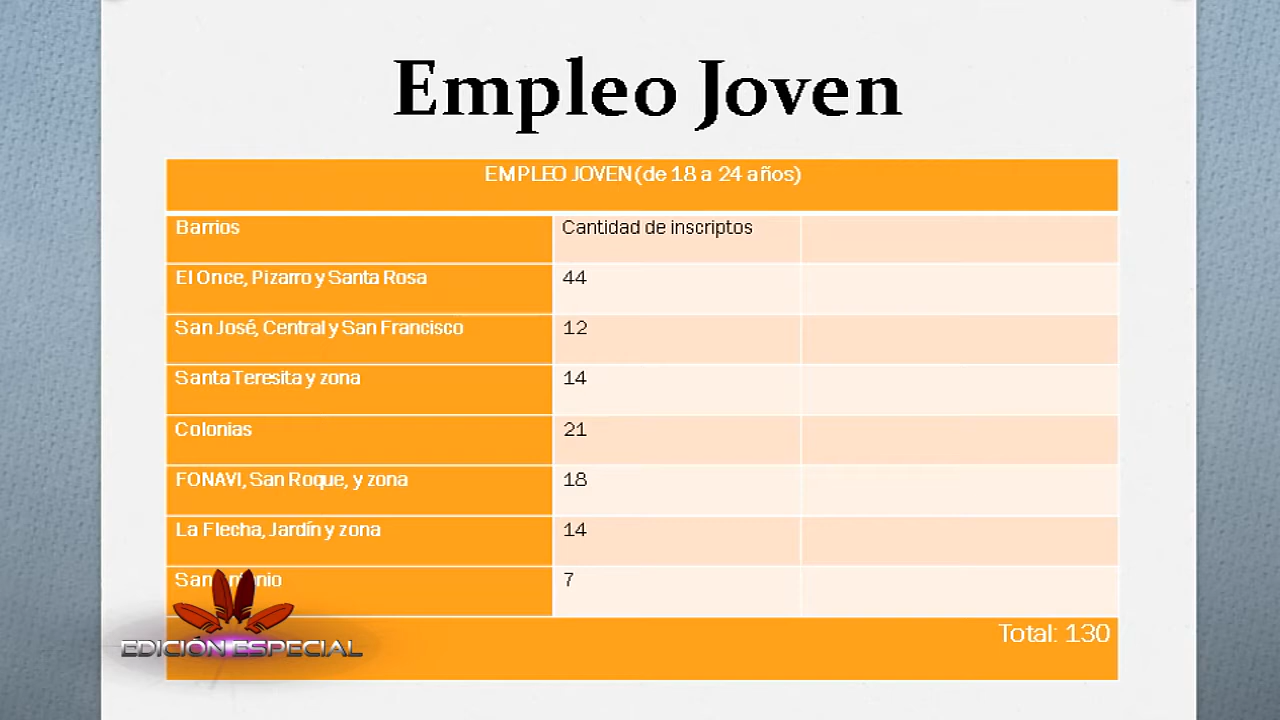 Empleo Joven
EMPLEO JOVEN (de 18 a 24 años)
Barrios Cantidad de inscriptos
El Once, Pizarro y Santa Rosa 44
San José, Central y San Francisco 12
Santa Teresita y zona 14
Colonias 21
FONAVI, San Roque, y zona 18
La Flecha, Jardín y zona 14
San Antonio 7
Total: 130
EDICIÓN ESPECIAL